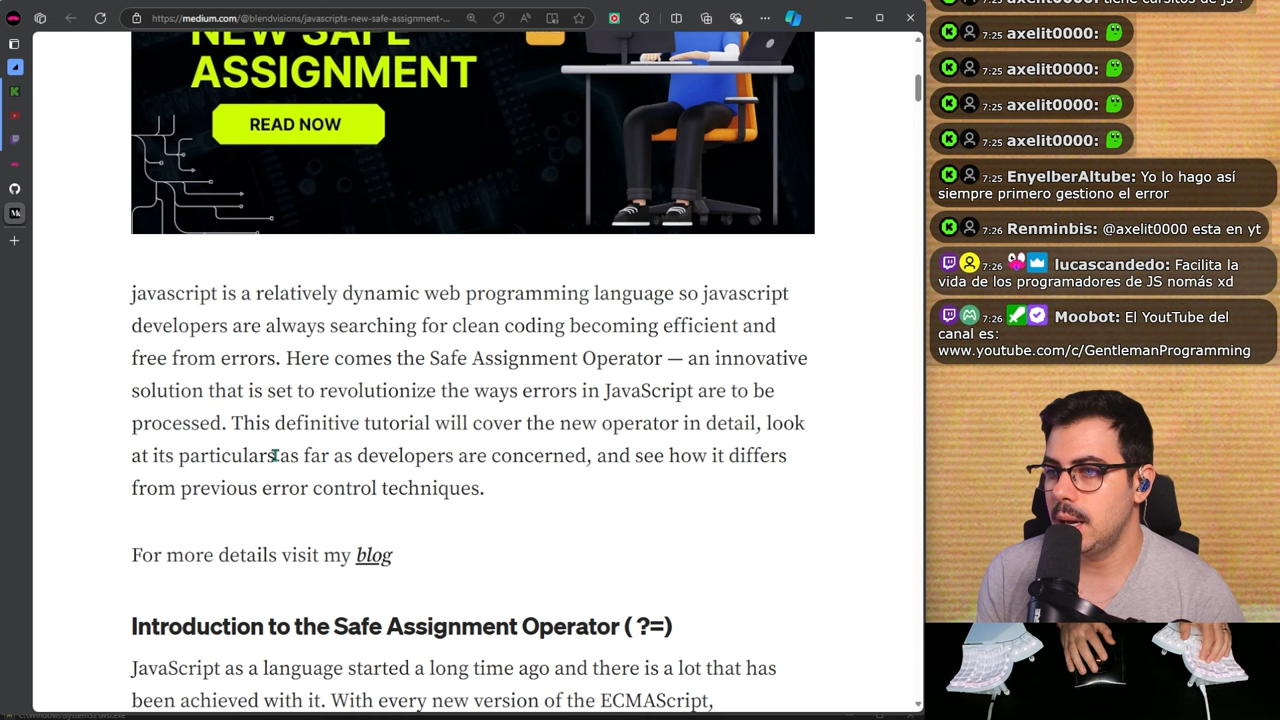 https://medium.com/@blendvisions/javascripts-new-safe-assignment-...
NEW SAFE
ASSIGNMENT
READ NOW
javascript is a relatively dynamic web programming language so javascript
developers are always searching for clean coding becoming efficient and
free from errors. Here comes the Safe Assignment Operator — an innovative
solution that is set to revolutionize the ways errors in JavaScript are to be
processed. This definitive tutorial will cover the new operator in detail, look
at its particulars as far as developers are concerned, and see how it differs
from previous error control techniques.
For more details visit my blog
Introduction to the Safe Assignment Operator ( ?=)
JavaScript as a language started a long time ago and there is a lot that has
been achieved with it. With every new version of the ECMAScript,
7:25 axelit0000:
7:25 axelit0000:
7:25 axelit0000:
7:25 axelit0000:
7:25 EnyelberAltube: Yo lo hago así
siempre primero gestiono el error
7:26 Renminbis: @axelit0000 esta en yt
7:26 lucascandedo: Facilita la
vida de los programadores de JS nomás xd
7:26 Moobot: El YoutTube del
canal es:
www.youtube.com/c/GentlemanProgramming